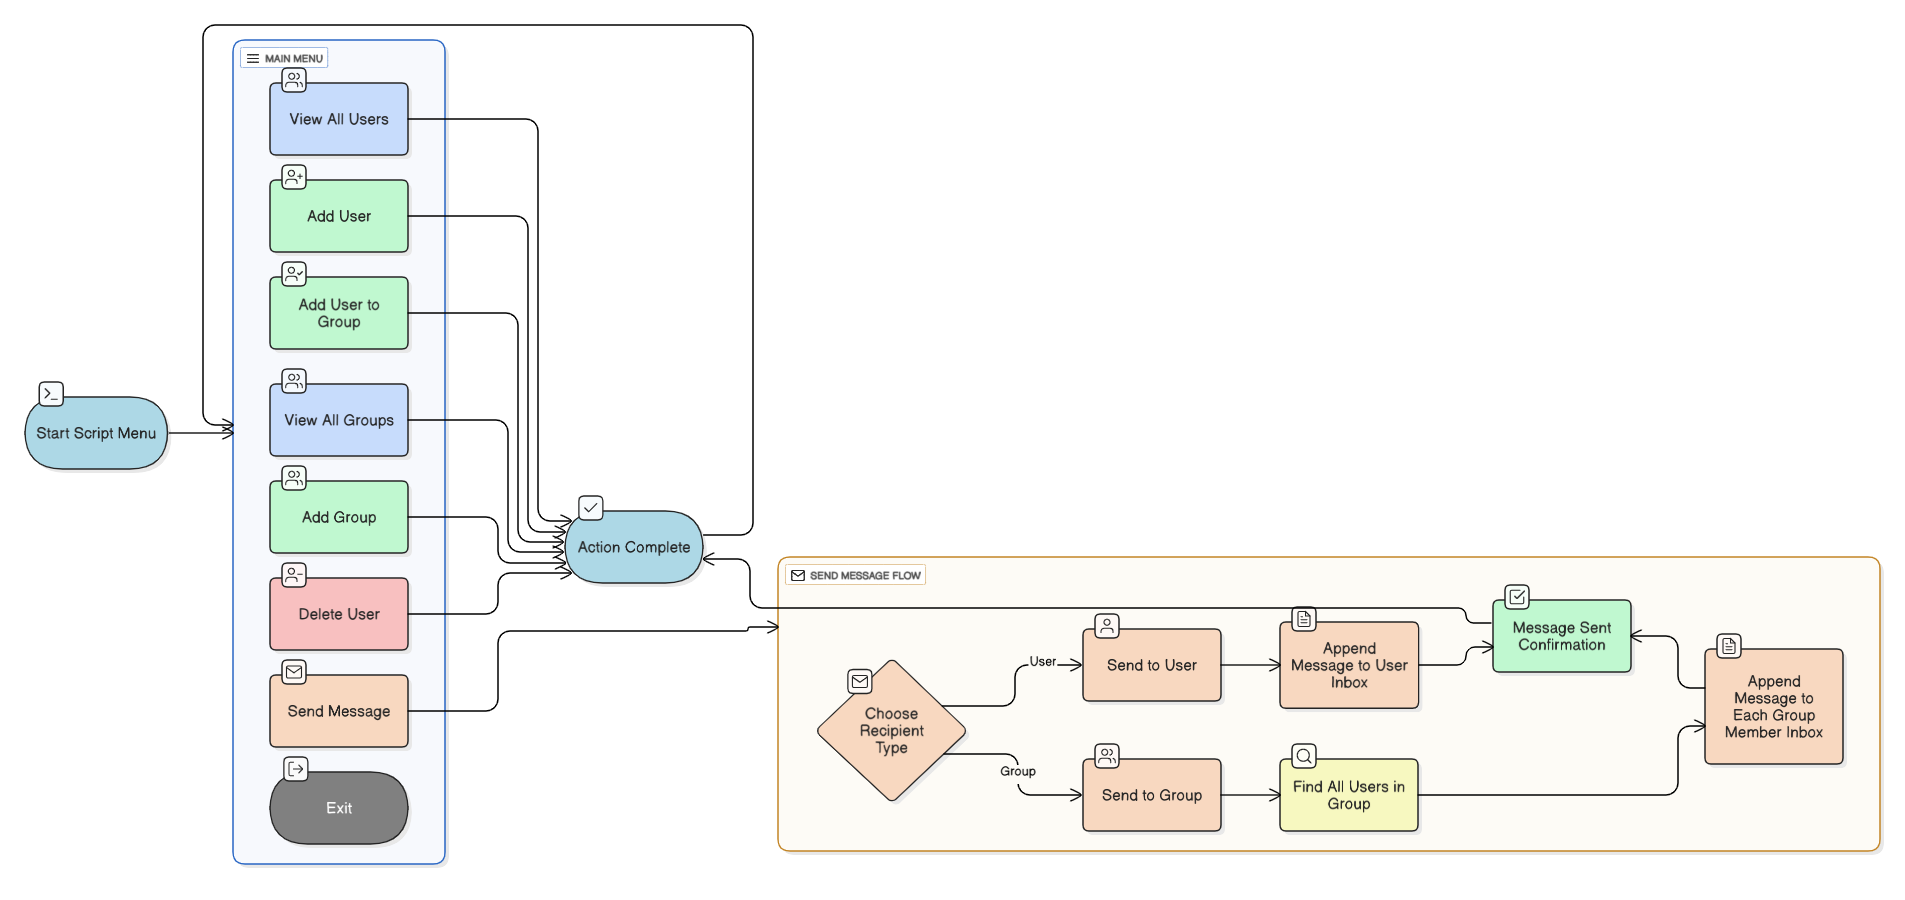 MAIN MENU
View All Users
Add User
Add User to
Group
Start Script Menu
View All Groups
Add Group
Action Complete
Delete User
Send Message
Exit
SEND MESSAGE FLOW
Choose
Recipient
Type
User
Group
Send to User
Append
Message to User
Inbox
Message Sent
Confirmation
Send to Group
Find All Users in
Group
Append
Message to
Each Group
Member Inbox